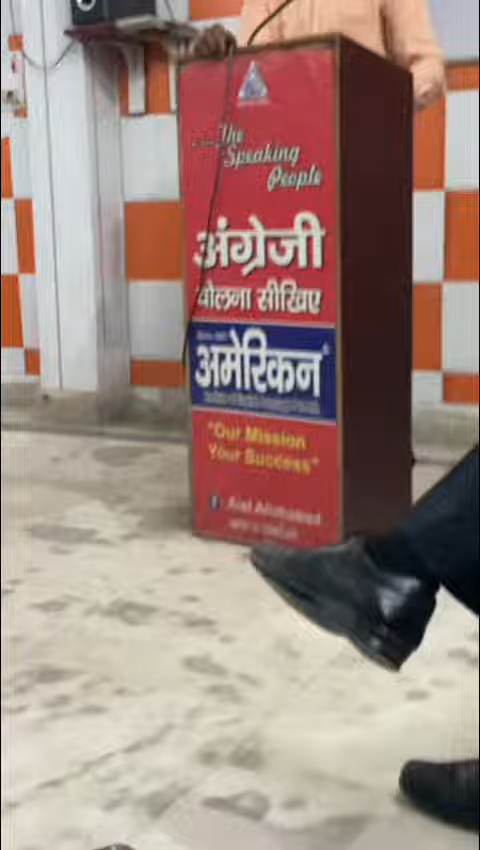 The
Speaking
People
अंग्रेजी
बोलना सीखिए
अमेरिकन
"Our Mission
Your Success"